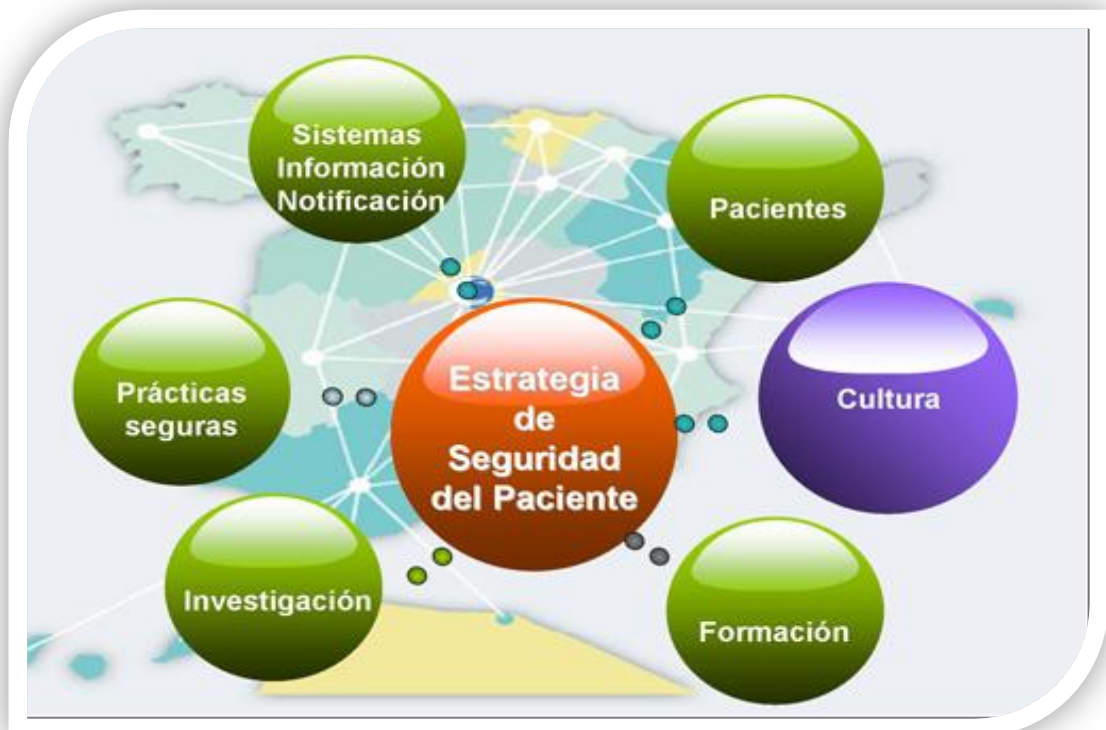 Sistemas
Información
Notificación
Pacientes
Prácticas
seguras
Estrategia
de
Seguridad
del Paciente
Cultura
Investigación
Formación